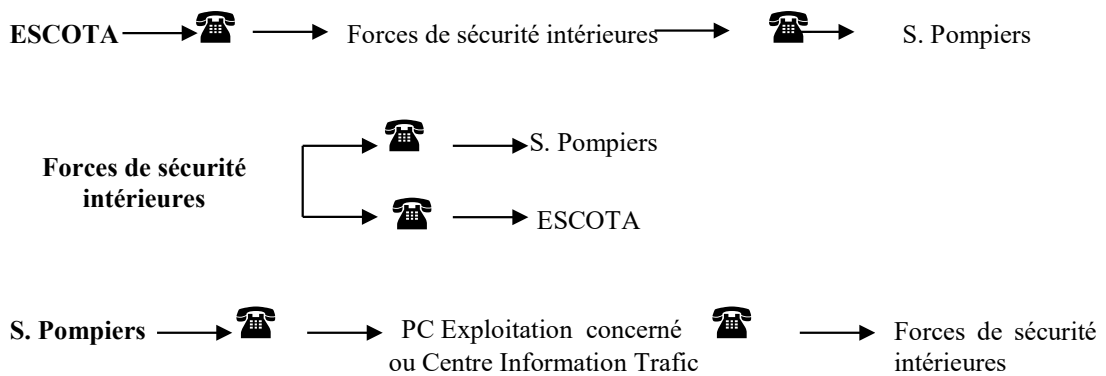 ESCOTA Forces de sécurité intérieures S. Pompiers
S. Pompiers
Forces de sécurité
intérieures
ESCOTA
S. Pompiers PC Exploitation concerné Forces de sécurité
ou Centre Information Trafic intérieures